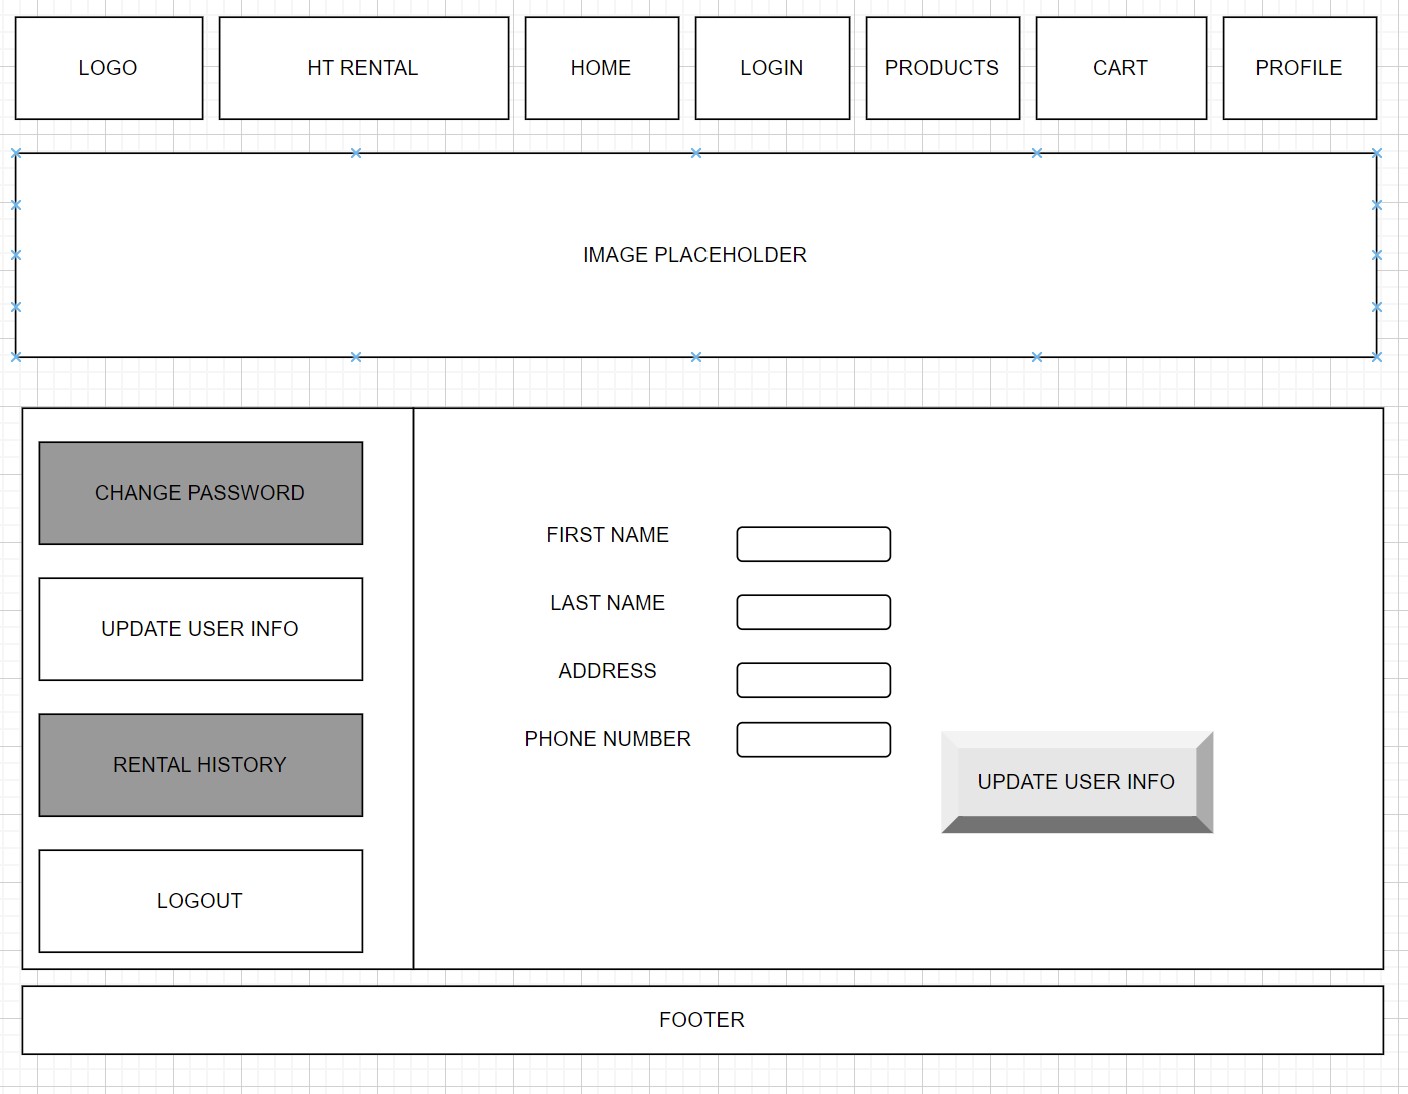 LOGO
HT RENTAL
HOME
LOGIN
PRODUCTS
CART
PROFILE
IMAGE PLACEHOLDER
CHANGE PASSWORD
UPDATE USER INFO
RENTAL HISTORY
LOGOUT
FIRST NAME
LAST NAME
ADDRESS
PHONE NUMBER
UPDATE USER INFO
FOOTER